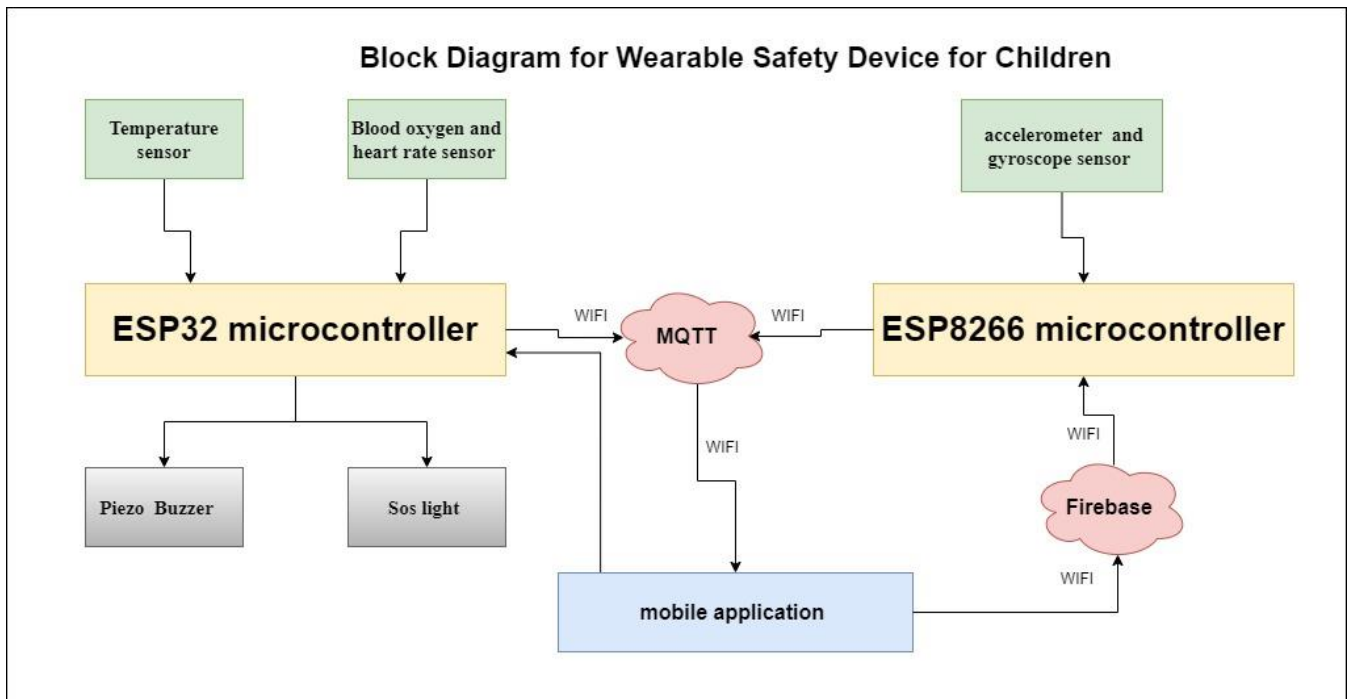 Block Diagram for Wearable Safety Device for Children
Temperature
sensor
Blood oxygen and
heart rate sensor
accelerometer and
gyroscope sensor
ESP32 microcontroller
WIFI
MQTT
WIFI
ESP8266 microcontroller
WIFI
WIFI
Piezo Buzzer
Sos light
Firebase
WIFI
mobile application